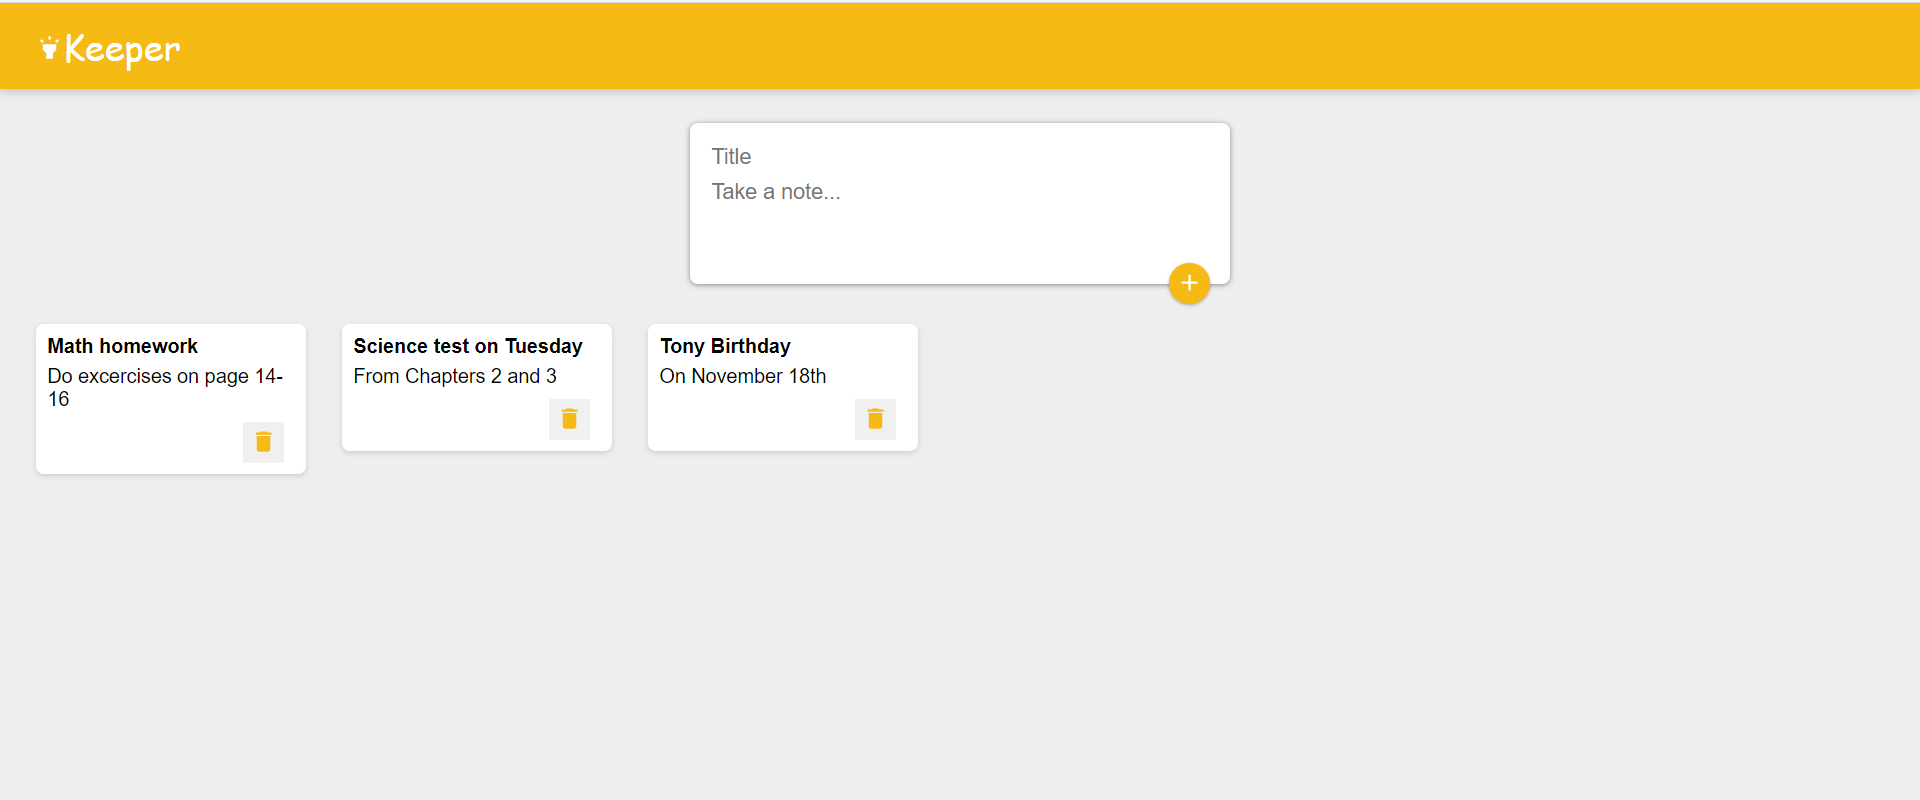 Keeper
Title
Take a note...
Math homework
Do excercises on page 14-
16
Science test on Tuesday
From Chapters 2 and 3
Tony Birthday
On November 18th